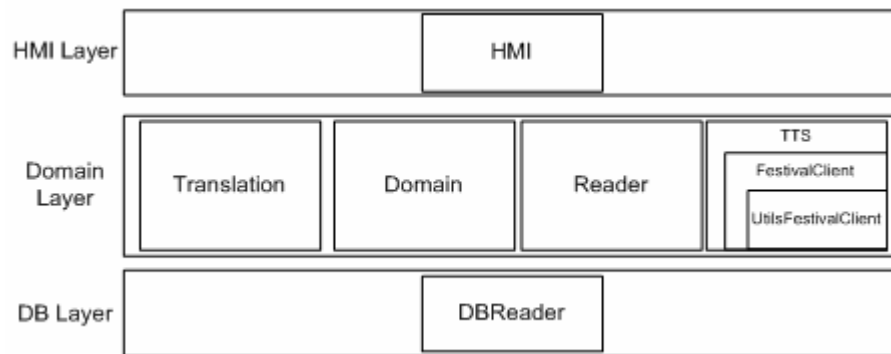 HMI Layer
HMI
Domain
Layer
Translation
Domain
Reader
TTS
FestivalClient
UtilsFestivalClient
DB Layer
DBReader